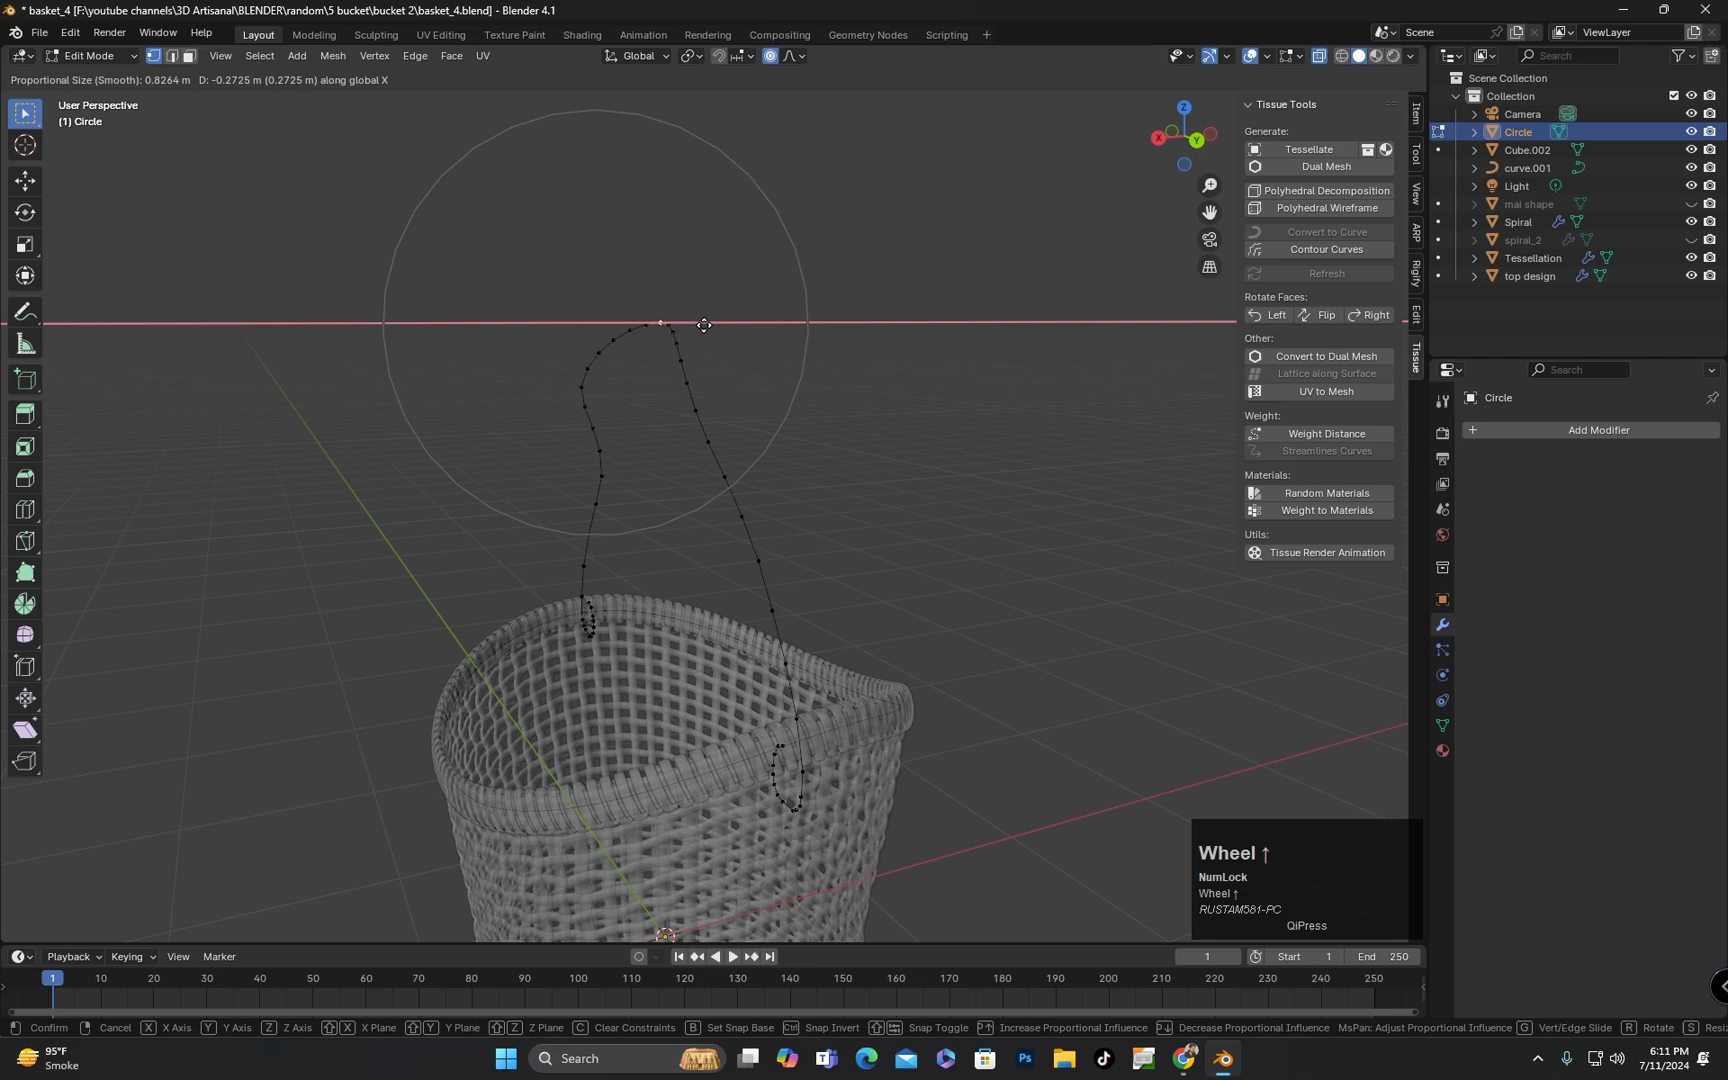 * basket_4 [F:\youtube channels\3D Artisanal\BLENDER\random\5 bucket\bucket 2\basket_4.blend] - Blender 4.1
File Edit Render Window Help
Layout Modeling Sculpting UV Editing Texture Paint Shading Animation Rendering Compositing Geometry Nodes Scripting +
Scene ViewLayer
Edit Mode View Select Add Mesh Vertex Edge Face UV
Global
Search
Proportional Size (Smooth): 0.8264 m D: -0.2725 m (0.2725 m) along global X
User Perspective
(1) Circle
Z
X
Y
Tissue Tools
Generate:
Tessellate
Dual Mesh
Polyhedral Decomposition
Polyhedral Wireframe
Convert to Curve
Contour Curves
Refresh
Rotate Faces:
Left Flip Right
Other:
Convert to Dual Mesh
Lattice along Surface
UV to Mesh
Weight:
Weight Distance
Streamlines Curves
Materials:
Random Materials
Weight to Materials
Utils:
Tissue Render Animation
Item
Tool
View
ARP
Rigify
Edit
Tissue
Scene Collection
Collection
Camera
Circle
Cube.002
curve.001
Light
mai shape
Spiral
spiral_2
Tessellation
top design
Search
Circle
+ Add Modifier
Wheel ↑
NumLock
Wheel ↑
RUSTAM581-PC
QiPress
Playback Keying View Marker
1 Start 1 End 250
1 10 20 30 40 50 60 70 80 90 100 110 120 130 140 150 160 170 180 190 200 210 220 230 240 250
Confirm Cancel X X Axis Y Y Axis Z Z Axis X X Plane Y Y Plane Z Z Plane C Clear Constraints B Set Snap Base Ctrl Snap Invert Snap Toggle Increase Proportional Influence Decrease Proportional Influence MsPan: Adjust Proportional Influence G Vert/Edge Slide R Rotate S Resi
95°F
Smoke
Search
6:11 PM
7/11/2024